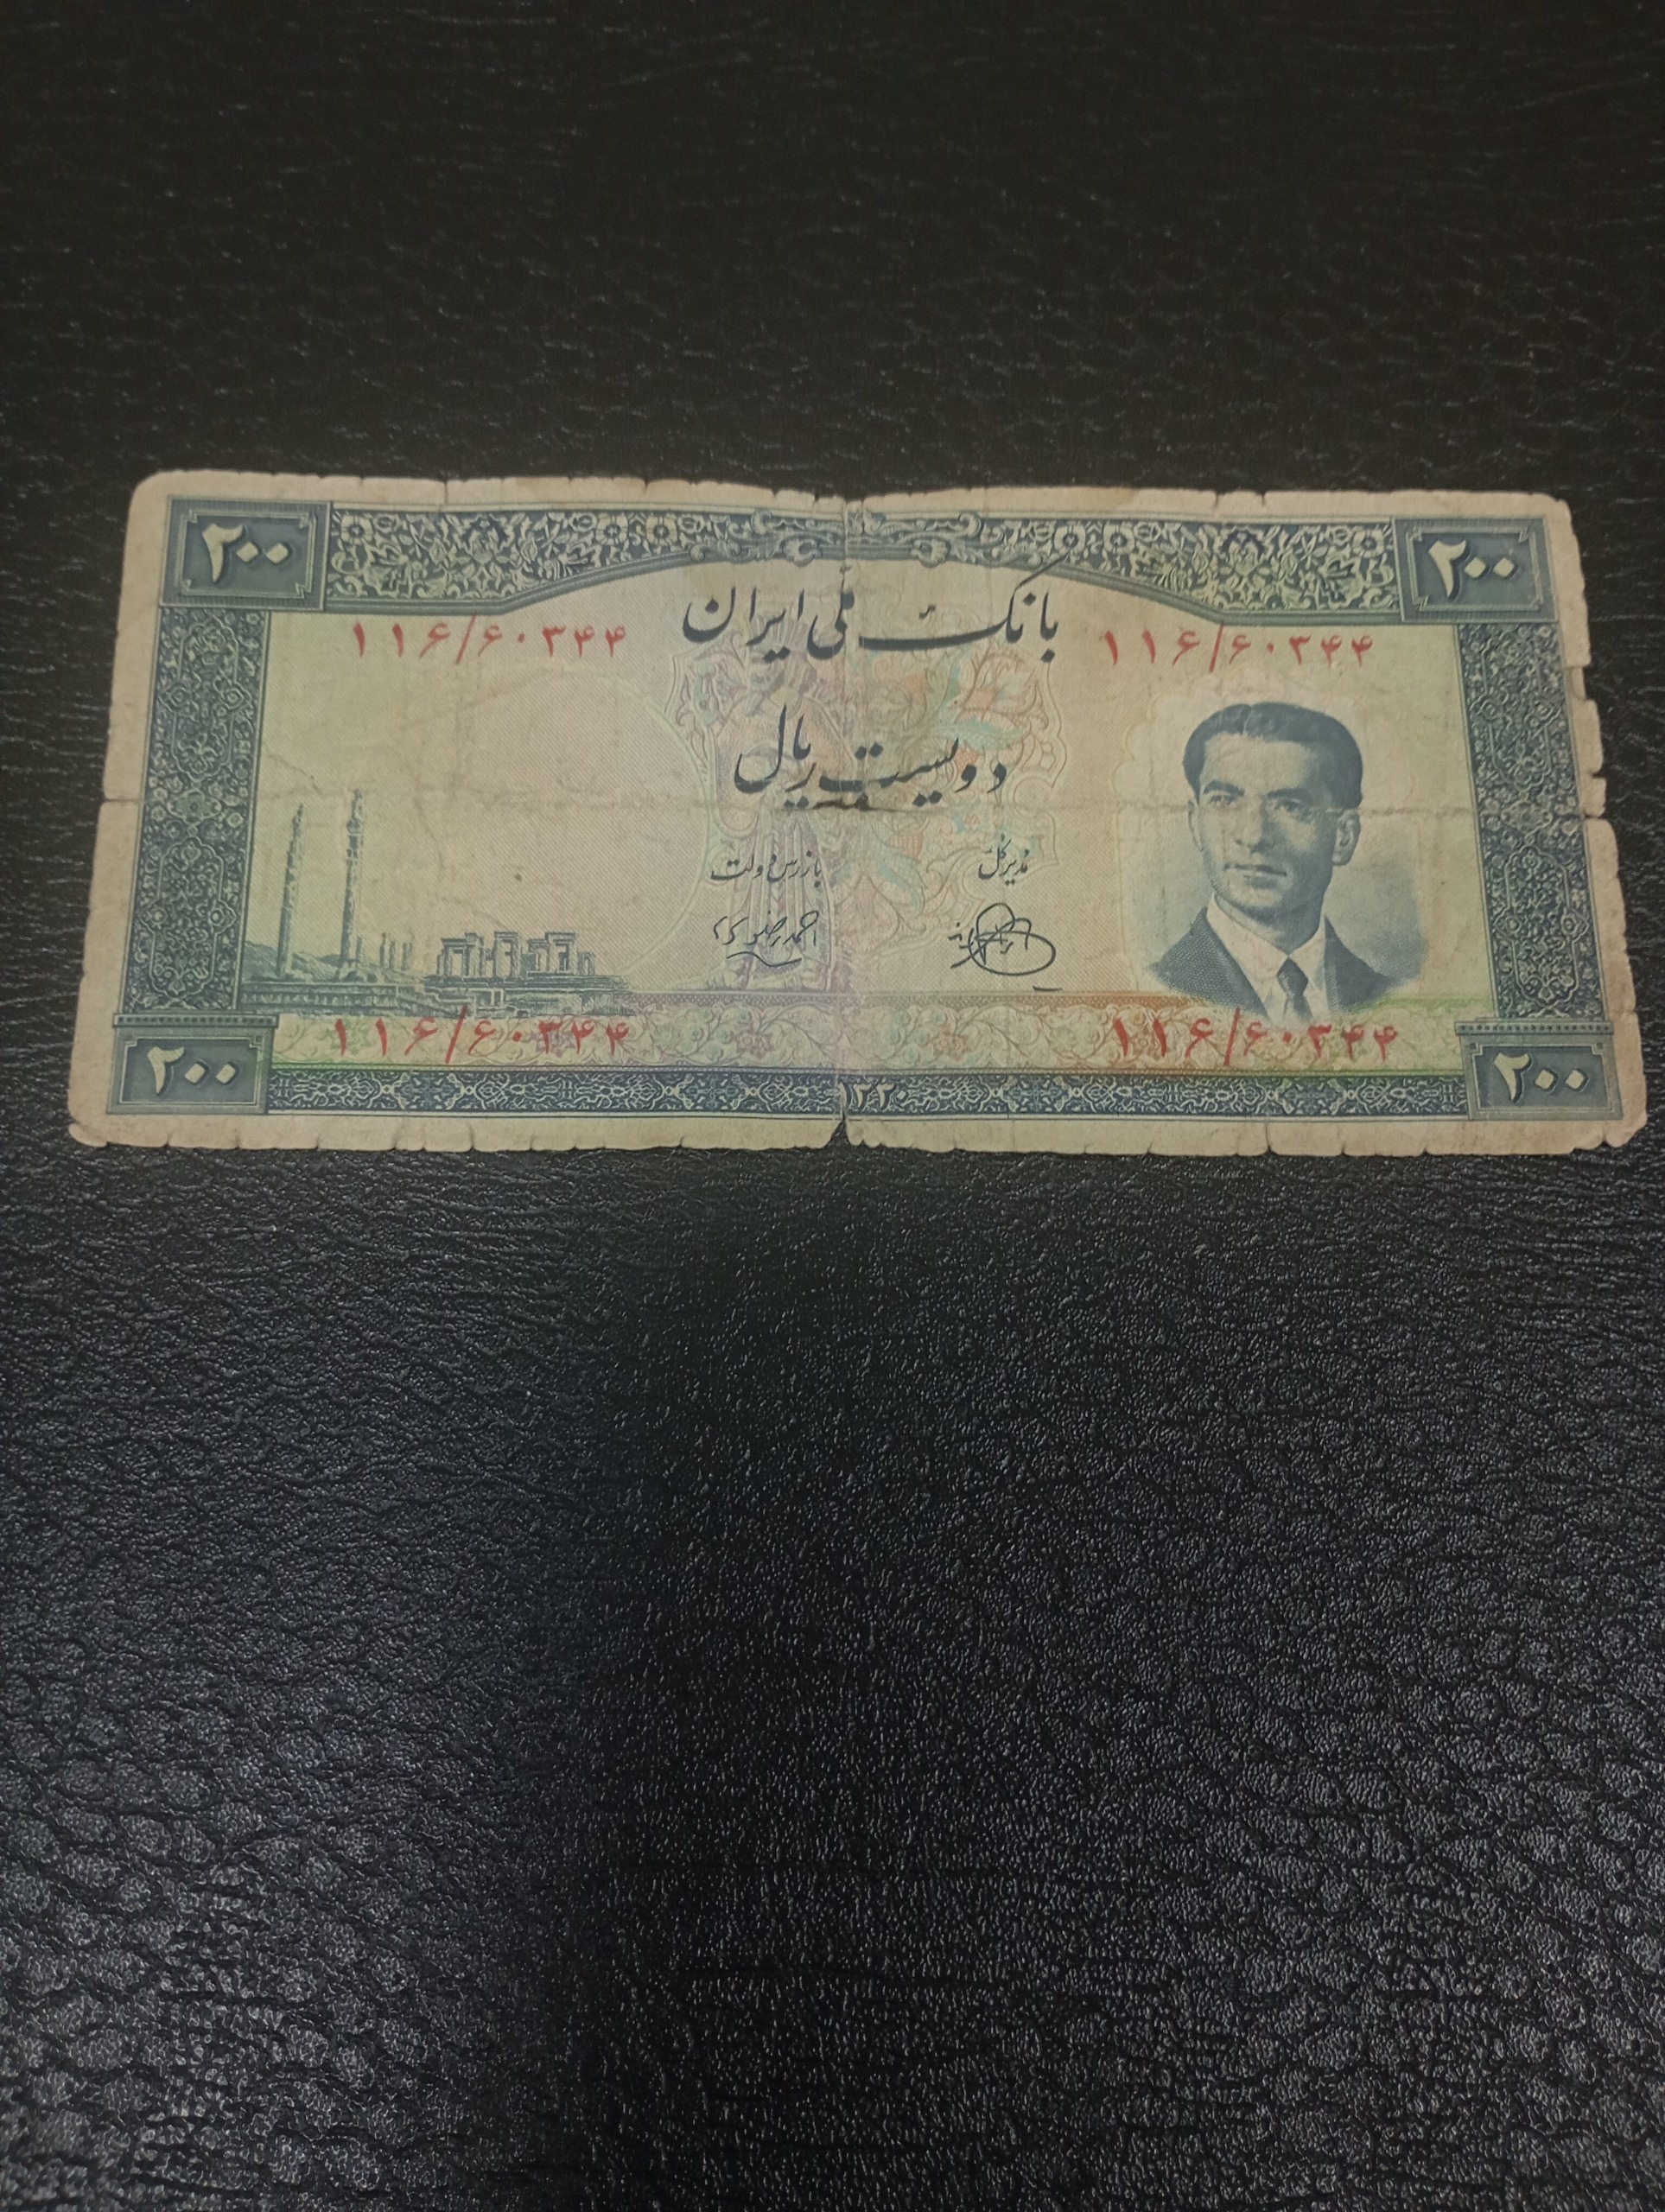 ۲۰۰
۲۰۰
بانک ملی ایران
۱۱۶/۶۰۳۴۴
۱۱۶/۶۰۳۴۴
دویست ریال
مدیر کل
بازرس دولت
۱۱۶/۶۰۳۴۴
۱۱۶/۶۰۳۴۴
۲۰۰
۱۳۳۰
۲۰۰